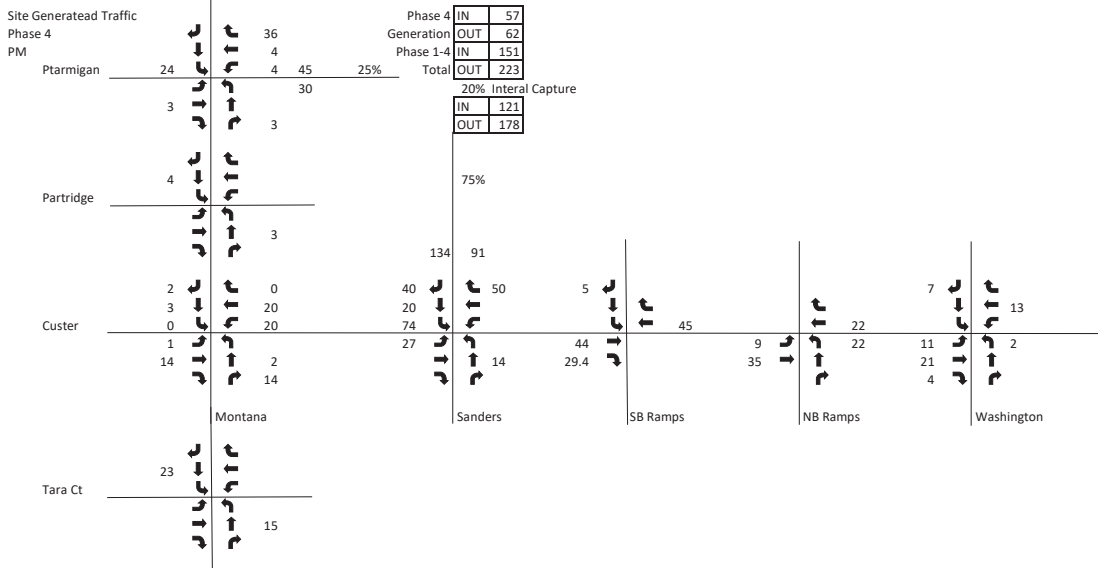 Site Generatead Traffic
Phase 4 IN 57
Phase 4 36 Generation OUT 62
PM 4 Phase 1-4 IN 151
Ptarmigan 24 4 45 25% Total OUT 223
30 20% Interal Capture
3 IN 121
3 OUT 178
4 75%
Partridge
3
134 91
2 0 40 50 5 7
3 20 20 13
Custer 0 20 74 45 22
1 27 44 9 22 11 2
14 2 14 29.4 35 21
14 4
Montana Sanders SB Ramps NB Ramps Washington
23
Tara Ct
15